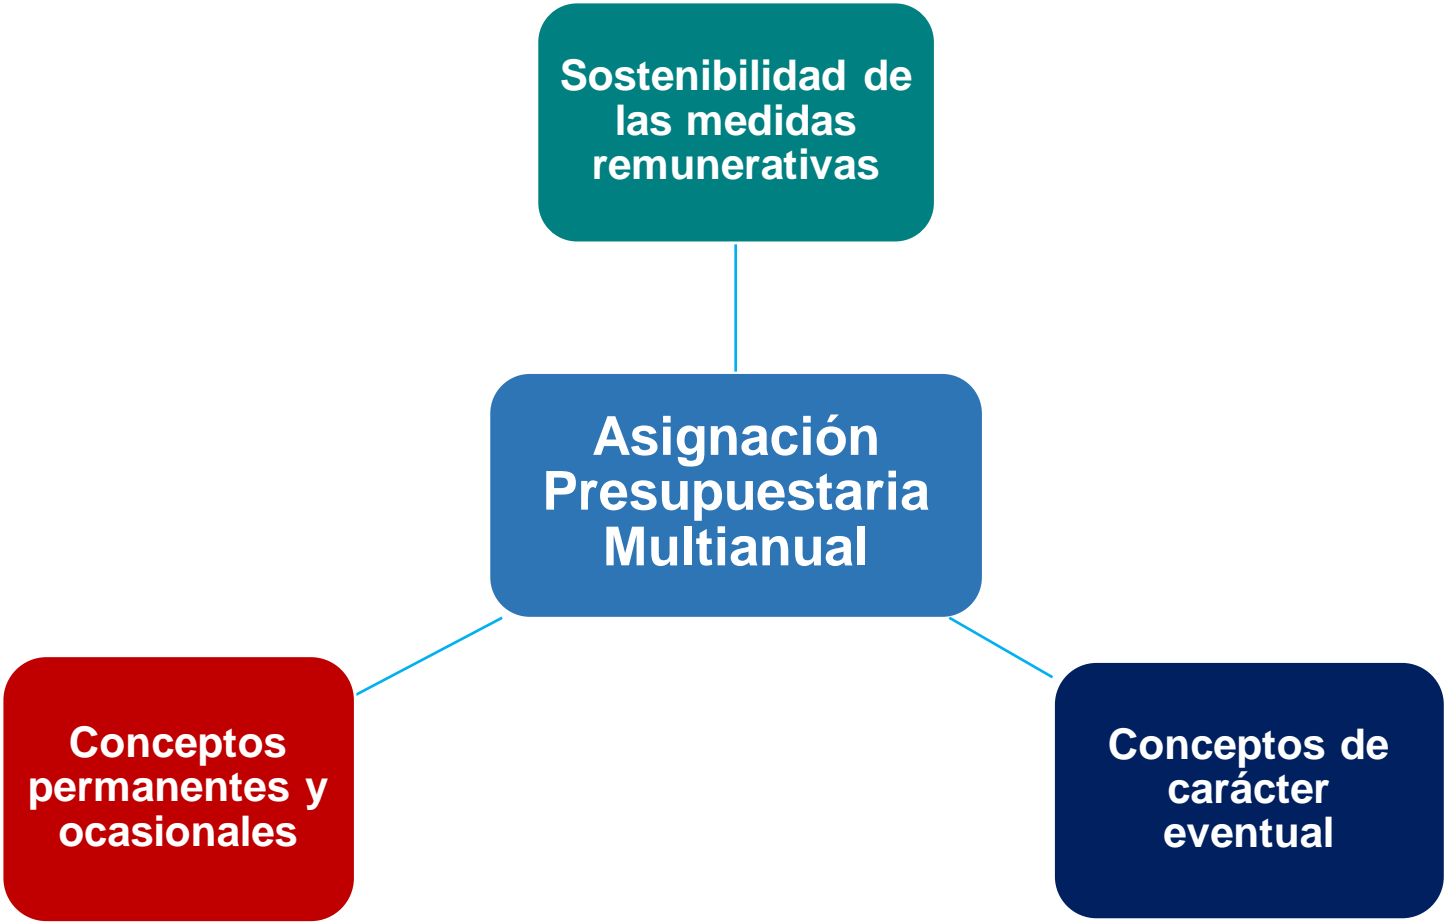 Sostenibilidad de
las medidas
remunerativas
Asignación
Presupuestaria
Multianual
Conceptos
permanentes y
ocasionales
Conceptos de
carácter
eventual